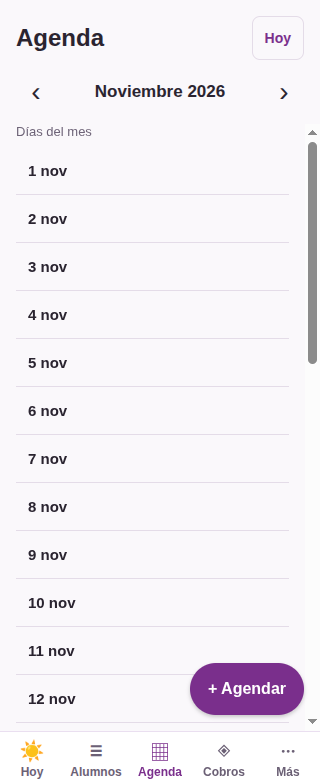 Agenda
Hoy
‹ Noviembre 2026 ›
Días del mes
1 nov
2 nov
3 nov
4 nov
5 nov
6 nov
7 nov
8 nov
9 nov
10 nov
11 nov
12 nov
+ Agendar
Hoy Alumnos Agenda Cobros Más